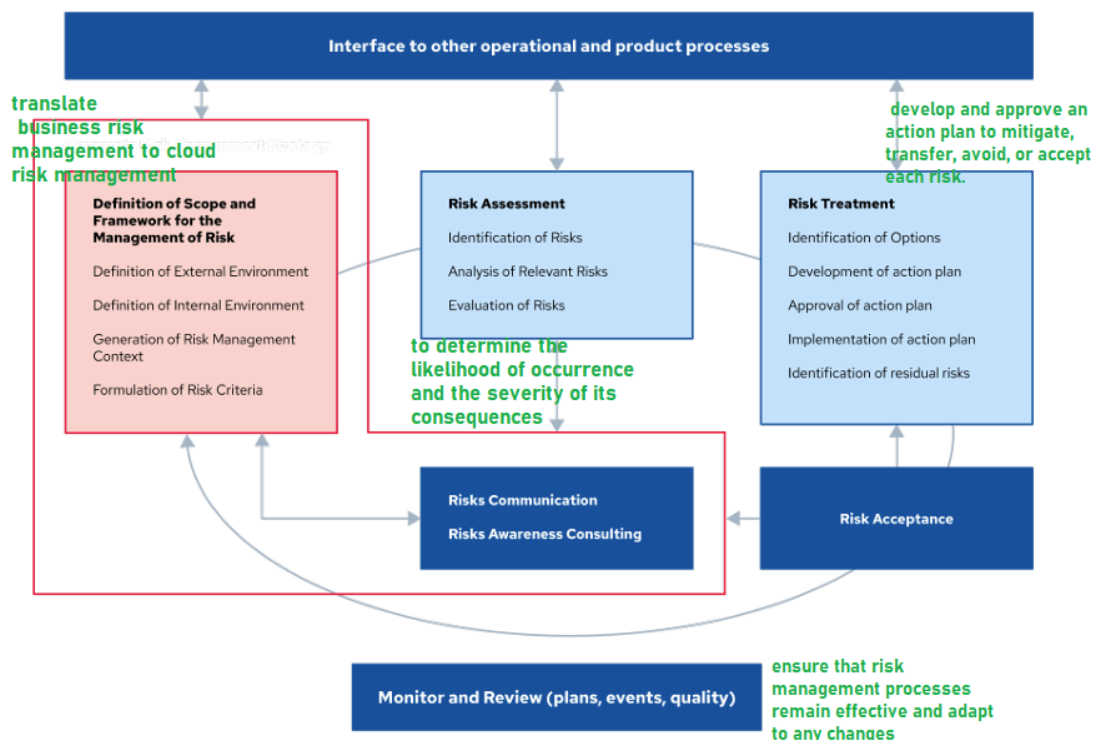 Interface to other operational and product processes
translate
business risk
management to cloud
risk management
develop and approve an
action plan to mitigate,
transfer, avoid, or accept
each risk.
Definition of Scope and
Framework for the
Management of Risk
Definition of External Environment
Definition of Internal Environment
Generation of Risk Management
Context
Formulation of Risk Criteria
Risk Assessment
Identification of Risks
Analysis of Relevant Risks
Evaluation of Risks
to determine the
likelihood of occurrence
and the severity of its
consequences
Risk Treatment
Identification of Options
Development of action plan
Approval of action plan
Implementation of action plan
Identification of residual risks
Risks Communication
Risks Awareness Consulting
Risk Acceptance
Monitor and Review (plans, events, quality)
ensure that risk
management processes
remain effective and adapt
to any changes